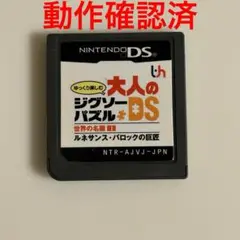 動作確認済
NINTENDO DS
ゆっくり楽しむ
大人の
ジグソー
パズル DS
世界の名画
ルネサンス・バロックの巨匠
NTR-AJVJ-JPN